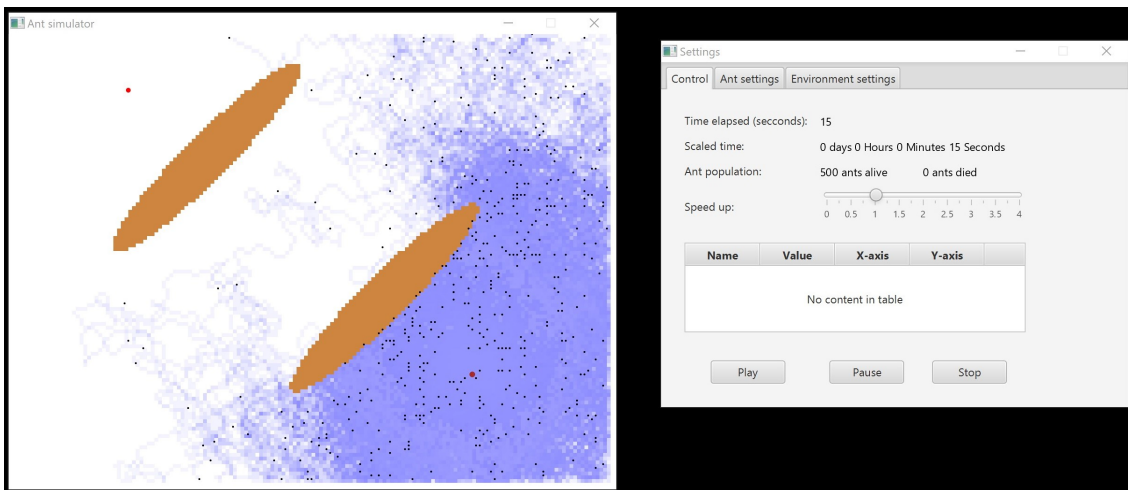 Ant simulator
Settings
Control Ant settings Environment settings
Time elapsed (secconds): 15
Scaled time: 0 days 0 Hours 0 Minutes 15 Seconds
Ant population: 500 ants alive 0 ants died
Speed up:
0 0.5 1 1.5 2 2.5 3 3.5 4
Name Value X-axis Y-axis
No content in table
Play Pause Stop